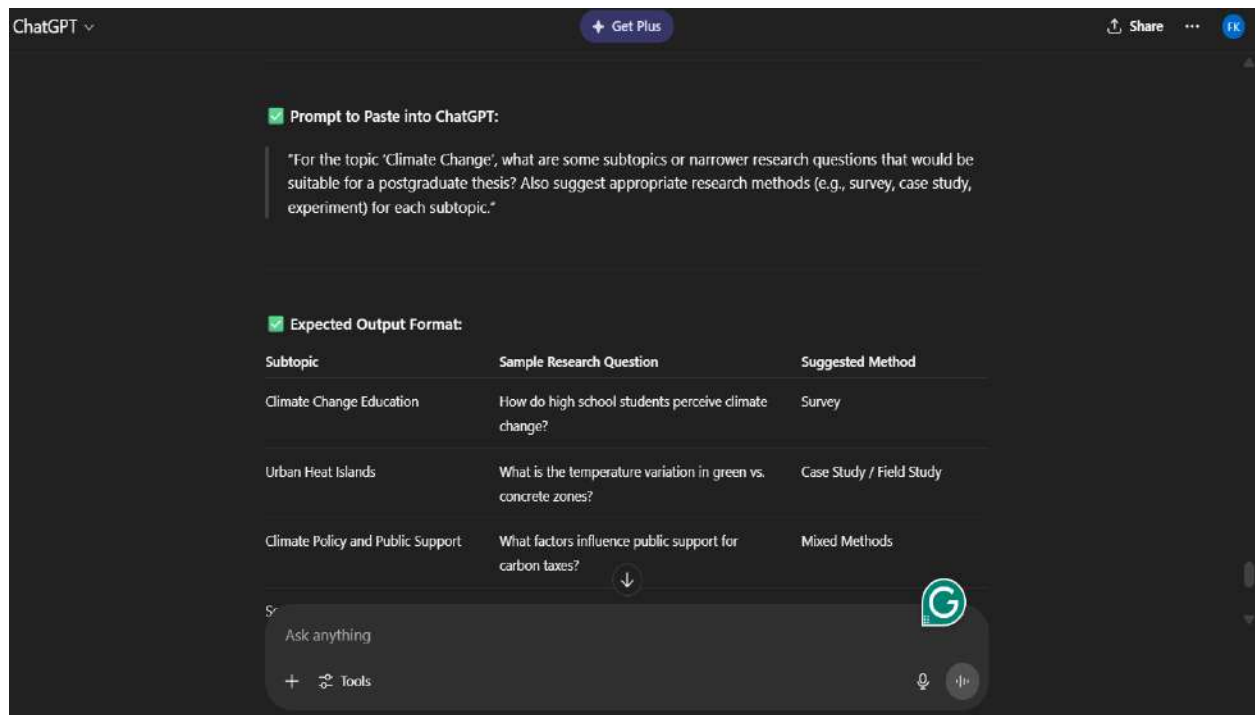 ChatGPT
Get Plus
Share
FK
Prompt to Paste into ChatGPT:
"For the topic 'Climate Change', what are some subtopics or narrower research questions that would be
suitable for a postgraduate thesis? Also suggest appropriate research methods (e.g., survey, case study,
experiment) for each subtopic."
Expected Output Format:
Subtopic Sample Research Question Suggested Method
Climate Change Education How do high school students perceive climate Survey
change?
Urban Heat Islands What is the temperature variation in green vs. Case Study / Field Study
concrete zones?
Climate Policy and Public Support What factors influence public support for Mixed Methods
carbon taxes?
Ask anything
Tools
G